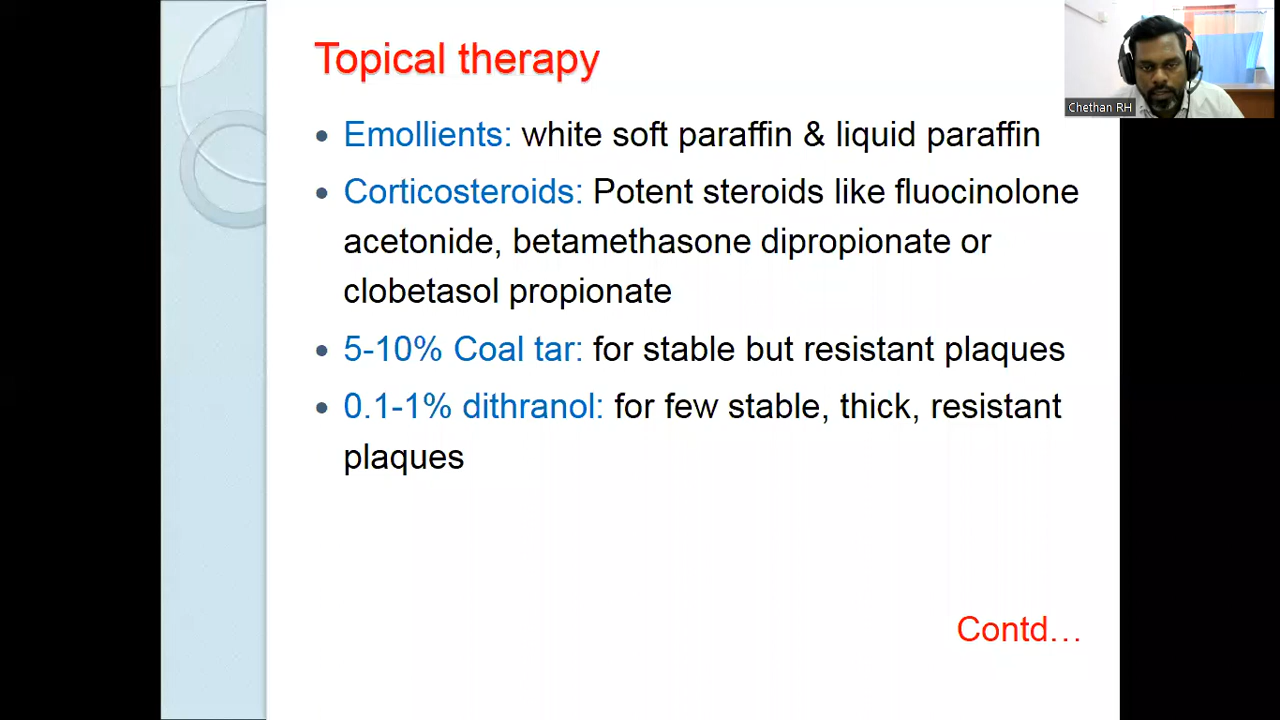 Topical therapy
• Emollients: white soft paraffin & liquid paraffin
• Corticosteroids: Potent steroids like fluocinolone
acetonide, betamethasone dipropionate or
clobetasol propionate
• 5-10% Coal tar: for stable but resistant plaques
• 0.1-1% dithranol: for few stable, thick, resistant
plaques
Contd…
Chethan RH